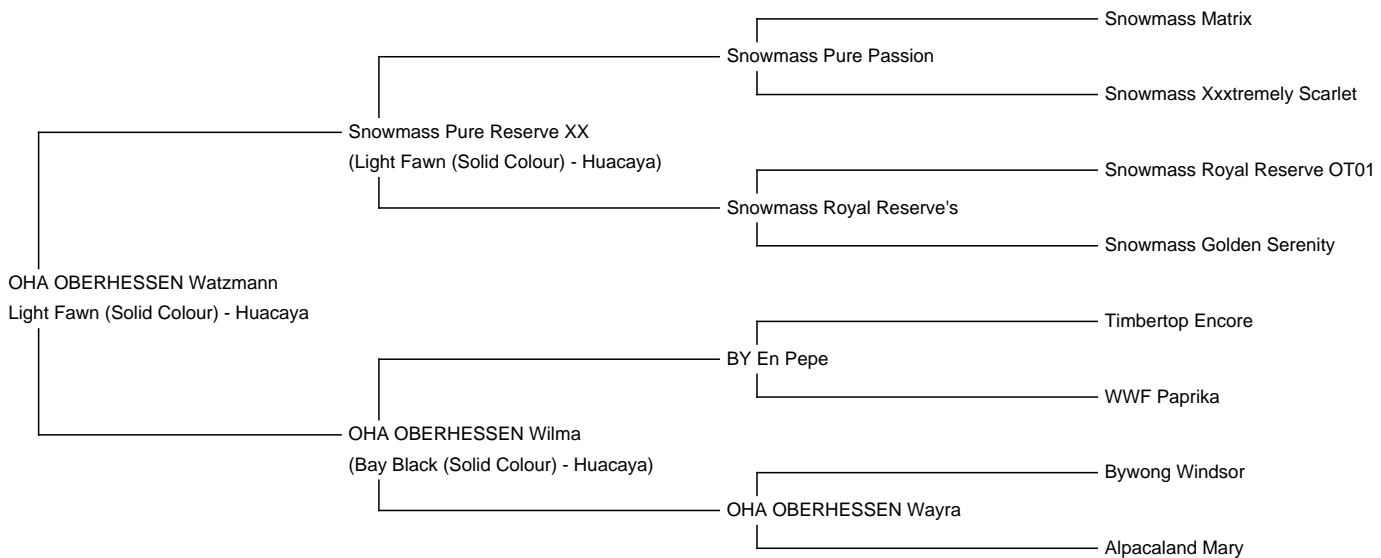 Snowmass Matrix
Snowmass Pure Passion
Snowmass Xxxtremely Scarlet
Snowmass Pure Reserve XX
(Light Fawn (Solid Colour) - Huacaya)
Snowmass Royal Reserve OT01
Snowmass Royal Reserve's
Snowmass Golden Serenity
OHA OBERHESSEN Watzmann
Light Fawn (Solid Colour) - Huacaya
Timbertop Encore
BY En Pepe
WWF Paprika
OHA OBERHESSEN Wilma
(Bay Black (Solid Colour) - Huacaya)
Bywong Windsor
OHA OBERHESSEN Wayra
Alpacaland Mary